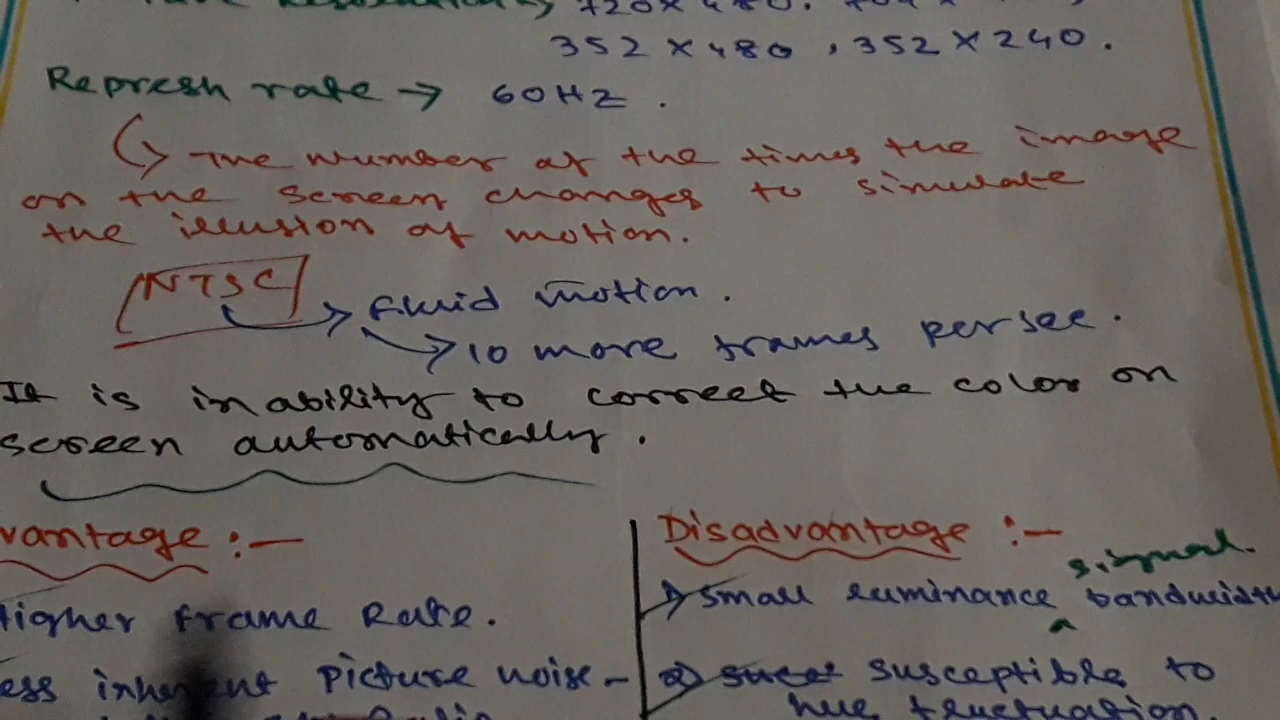 720 x 480.
352 x 480, 352 x 240.
Refresh rate → 60Hz.
The number of the times the image
on the screen changes to simulate
the illusion of motion.
NTSC
fluid motion.
10 more frames per sec.
It is inability to correct the color on
screen automatically.
vantage :-
Disadvantage :-
signal.
Higher frame Rate.
small luminance bandwidth
ess inherent picture noise
2) susceptible to
hue fluctuation.